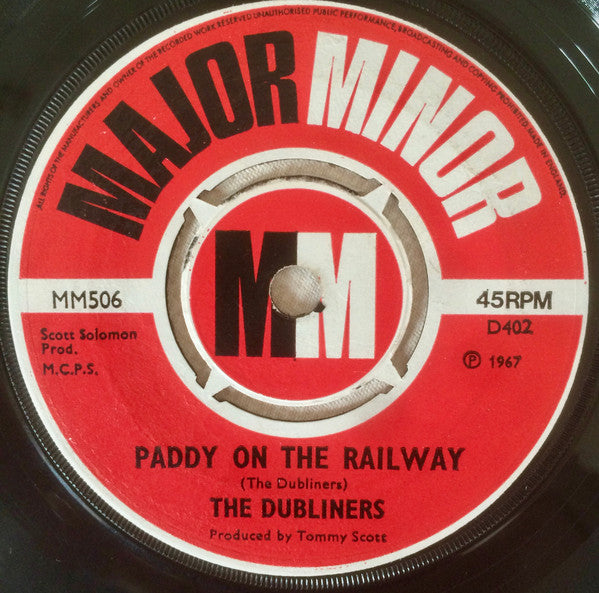 ALL RIGHTS OF THE MANUFACTURERS AND OWNER OF THE RECORDED WORK RESERVED UNAUTHORISED PUBLIC PERFORMANCE, BROADCASTING AND COPYING PROHIBITED. MADE IN ENGLAND.
MAJOR MINOR
MM
MM506
45RPM
D402
Scott Solomon
Prod.
M.C.P.S.
Ⓟ 1967
PADDY ON THE RAILWAY
(The Dubliners)
THE DUBLINERS
Produced by Tommy Scott